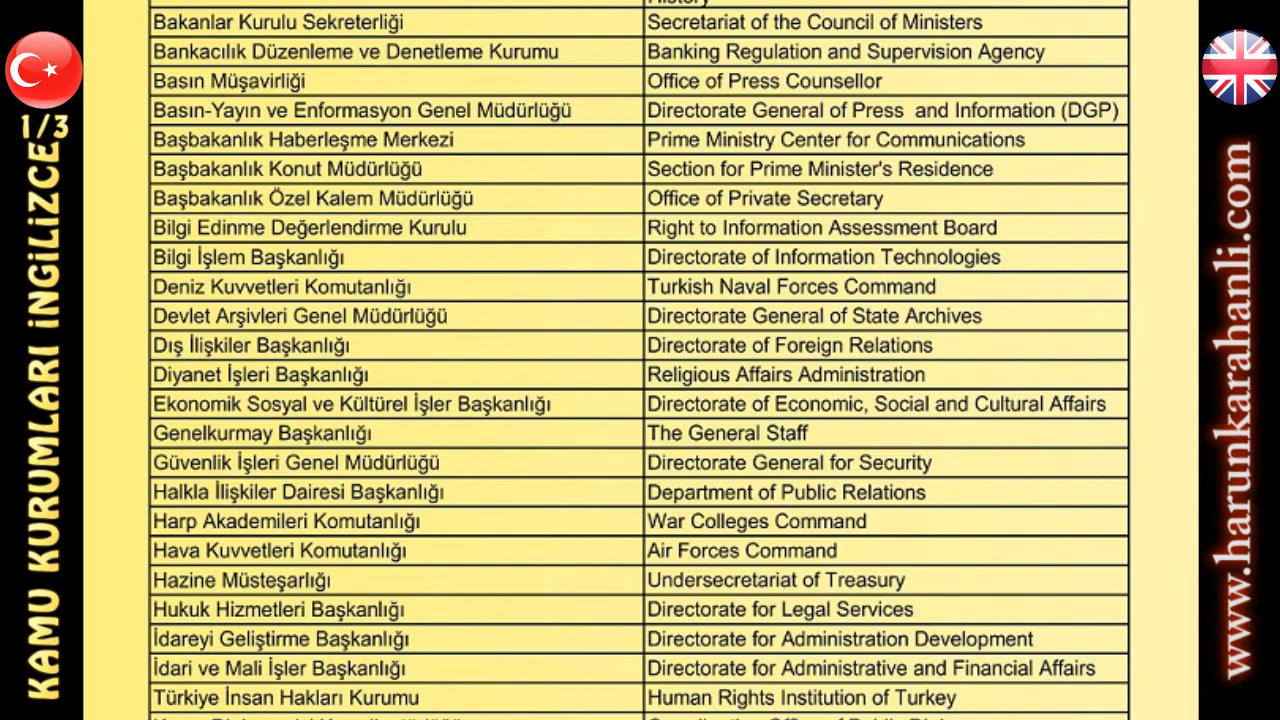 History
Bakanlar Kurulu Sekreterliği Secretariat of the Council of Ministers
Bankacılık Düzenleme ve Denetleme Kurumu Banking Regulation and Supervision Agency
Basın Müşavirliği Office of Press Counsellor
Basın-Yayın ve Enformasyon Genel Müdürlüğü Directorate General of Press and Information (DGP)
Başbakanlık Haberleşme Merkezi Prime Ministry Center for Communications
Başbakanlık Konut Müdürlüğü Section for Prime Minister's Residence
Başbakanlık Özel Kalem Müdürlüğü Office of Private Secretary
Bilgi Edinme Değerlendirme Kurulu Right to Information Assessment Board
Bilgi İşlem Başkanlığı Directorate of Information Technologies
Deniz Kuvvetleri Komutanlığı Turkish Naval Forces Command
Devlet Arşivleri Genel Müdürlüğü Directorate General of State Archives
Dış İlişkiler Başkanlığı Directorate of Foreign Relations
Diyanet İşleri Başkanlığı Religious Affairs Administration
Ekonomik Sosyal ve Kültürel İşler Başkanlığı Directorate of Economic, Social and Cultural Affairs
Genelkurmay Başkanlığı The General Staff
Güvenlik İşleri Genel Müdürlüğü Directorate General for Security
Halkla İlişkiler Dairesi Başkanlığı Department of Public Relations
Harp Akademileri Komutanlığı War Colleges Command
Hava Kuvvetleri Komutanlığı Air Forces Command
Hazine Müsteşarlığı Undersecretariat of Treasury
Hukuk Hizmetleri Başkanlığı Directorate for Legal Services
İdareyi Geliştirme Başkanlığı Directorate for Administration Development
İdari ve Mali İşler Başkanlığı Directorate for Administrative and Financial Affairs
Türkiye İnsan Hakları Kurumu Human Rights Institution of Turkey
1/3
KAMU KURUMLARI iNGiLiZCE
www.harunkarahanli.com